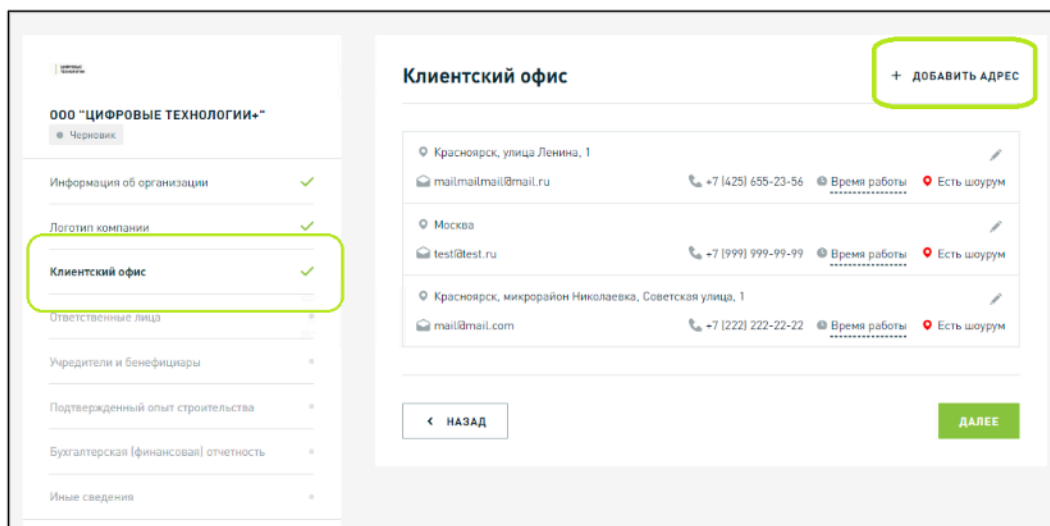 ЦИФРОВЫЕ
ТЕХНОЛОГИИ
ООО "ЦИФРОВЫЕ ТЕХНОЛОГИИ+"
Черновик
Информация об организации
Логотип компании
Клиентский офис
Ответственные лица
Учредители и бенефициары
Подтвержденный опыт строительства
Бухгалтерская (финансовая) отчетность
Иные сведения
Клиентский офис
+ ДОБАВИТЬ АДРЕС
Красноярск, улица Ленина, 1
mailmailmail@mail.ru +7 (425) 655-23-56 Время работы Есть шоурум
Москва
test@test.ru +7 (999) 999-99-99 Время работы Есть шоурум
Красноярск, микрорайон Николаевка, Советская улица, 1
mail@mail.com +7 (222) 222-22-22 Время работы Есть шоурум
< НАЗАД
ДАЛЕЕ